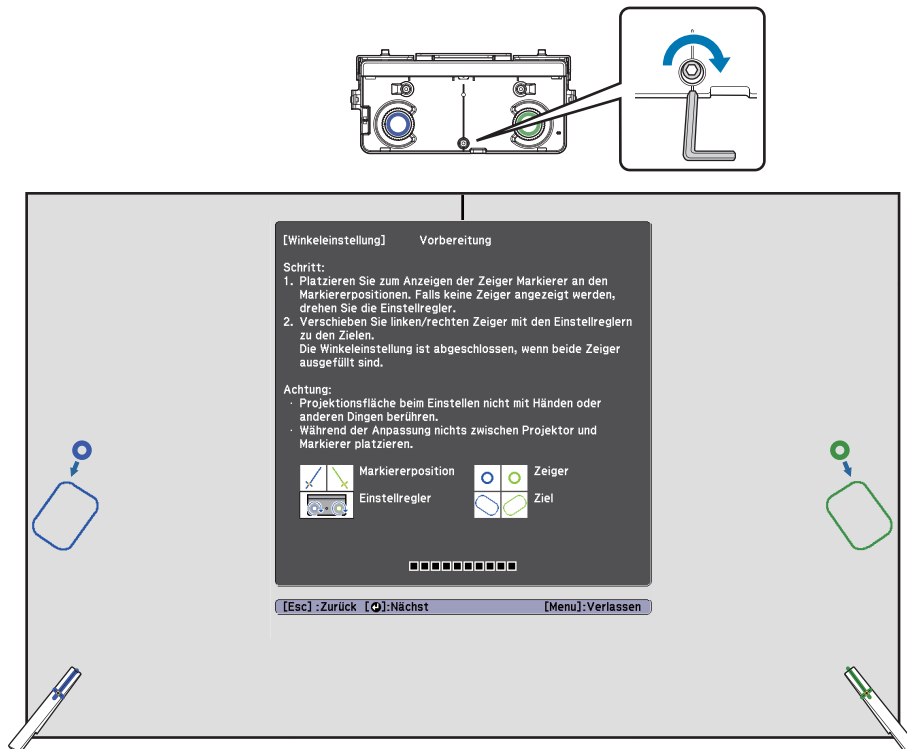 [Winkeleinstellung] Vorbereitung
Schritt:
1. Platzieren Sie zum Anzeigen der Zeiger Markierer an den
Markiererpositionen. Falls keine Zeiger angezeigt werden,
drehen Sie die Einstellregler.
2. Verschieben Sie linken/rechten Zeiger mit den Einstellreglern
zu den Zielen.
Die Winkeleinstellung ist abgeschlossen, wenn beide Zeiger
ausgefüllt sind.
Achtung:
· Projektionsfläche beim Einstellen nicht mit Händen oder
anderen Dingen berühren.
· Während der Anpassung nichts zwischen Projektor und
Markierer platzieren.
Markiererposition Zeiger
Einstellregler Ziel
[Esc] :Zurück [⏎]:Nächst [Menu]:Verlassen